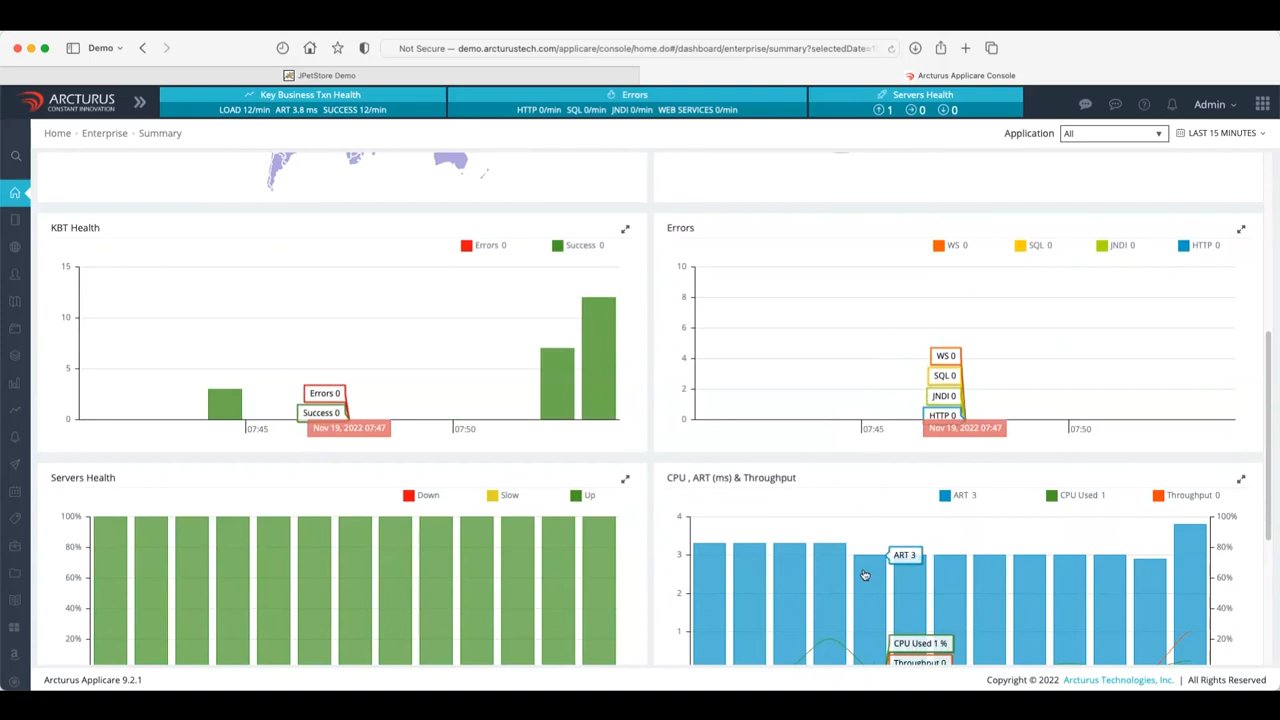 Demo
Not Secure — demo.arcturustech.com/applicare/console/home.do#/dashboard/enterprise/summary?selectedDate=
JPetStore Demo
Arcturus Applicare Console
ARCTURUS
CONSTANT INNOVATION
Key Business Txn Health
LOAD 12/min ART 3.8 ms SUCCESS 12/min
Errors
HTTP 0/min SQL 0/min JNDI 0/min WEB SERVICES 0/min
Servers Health
1 0 0
Admin
Home Enterprise Summary
Application All LAST 15 MINUTES
KBT Health
Errors 0 Success 0
15
10
5
0
Errors 0
Success 0
Nov 19, 2022 07:47
07:45 07:50
Errors
WS 0 SQL 0 JNDI 0 HTTP 0
10
8
6
4
2
0
WS 0
SQL 0
JNDI 0
HTTP 0
Nov 19, 2022 07:47
07:45 07:50
Servers Health
Down Slow Up
100%
80%
60%
40%
20%
CPU , ART (ms) & Throughput
ART 3 CPU Used 1 Throughput 0
4
3
2
1
100%
80%
60%
40%
20%
ART 3
CPU Used 1 %
Throughput 0
Arcturus Applicare 9.2.1
Copyright © 2022 Arcturus Technologies, Inc. | All Rights Reserved